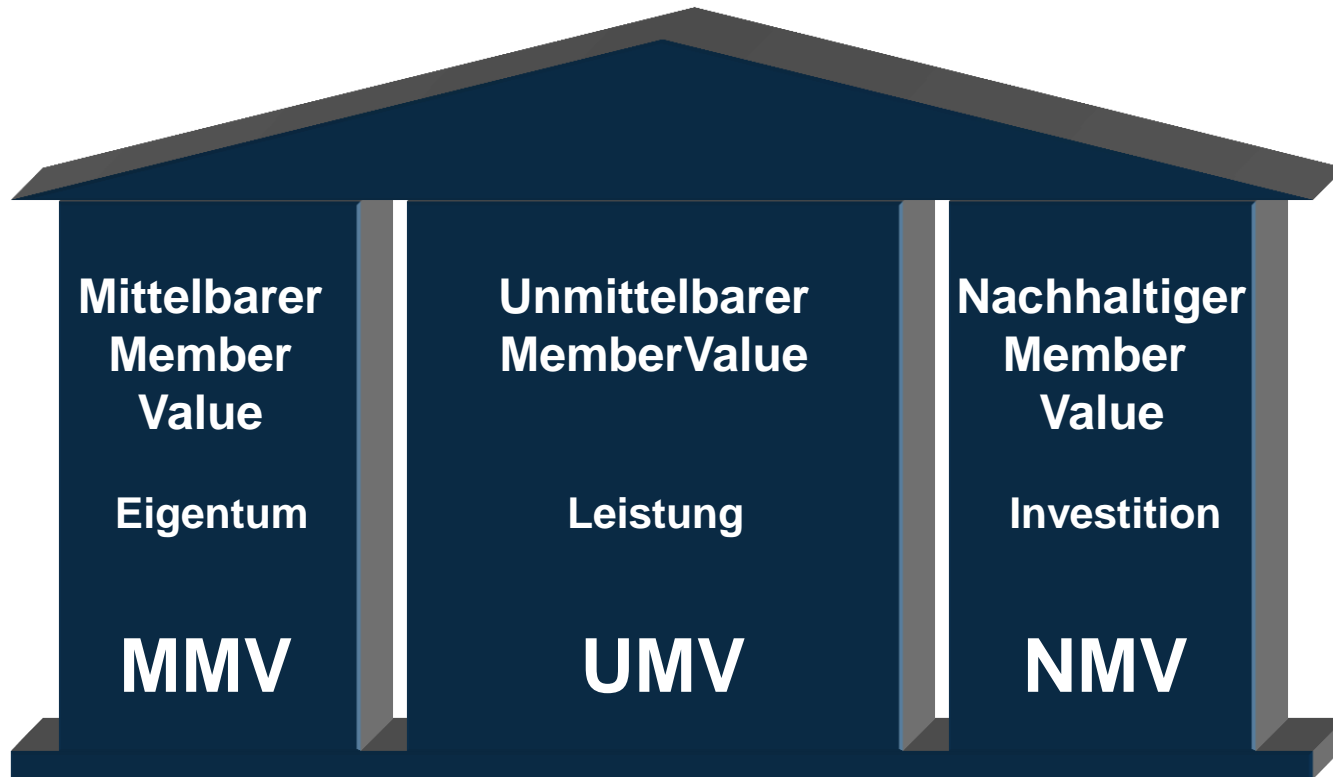 Mittelbarer
Member
Value
Eigentum
MMV
Unmittelbarer
MemberValue
Leistung
UMV
Nachhaltiger
Member
Value
Investition
NMV